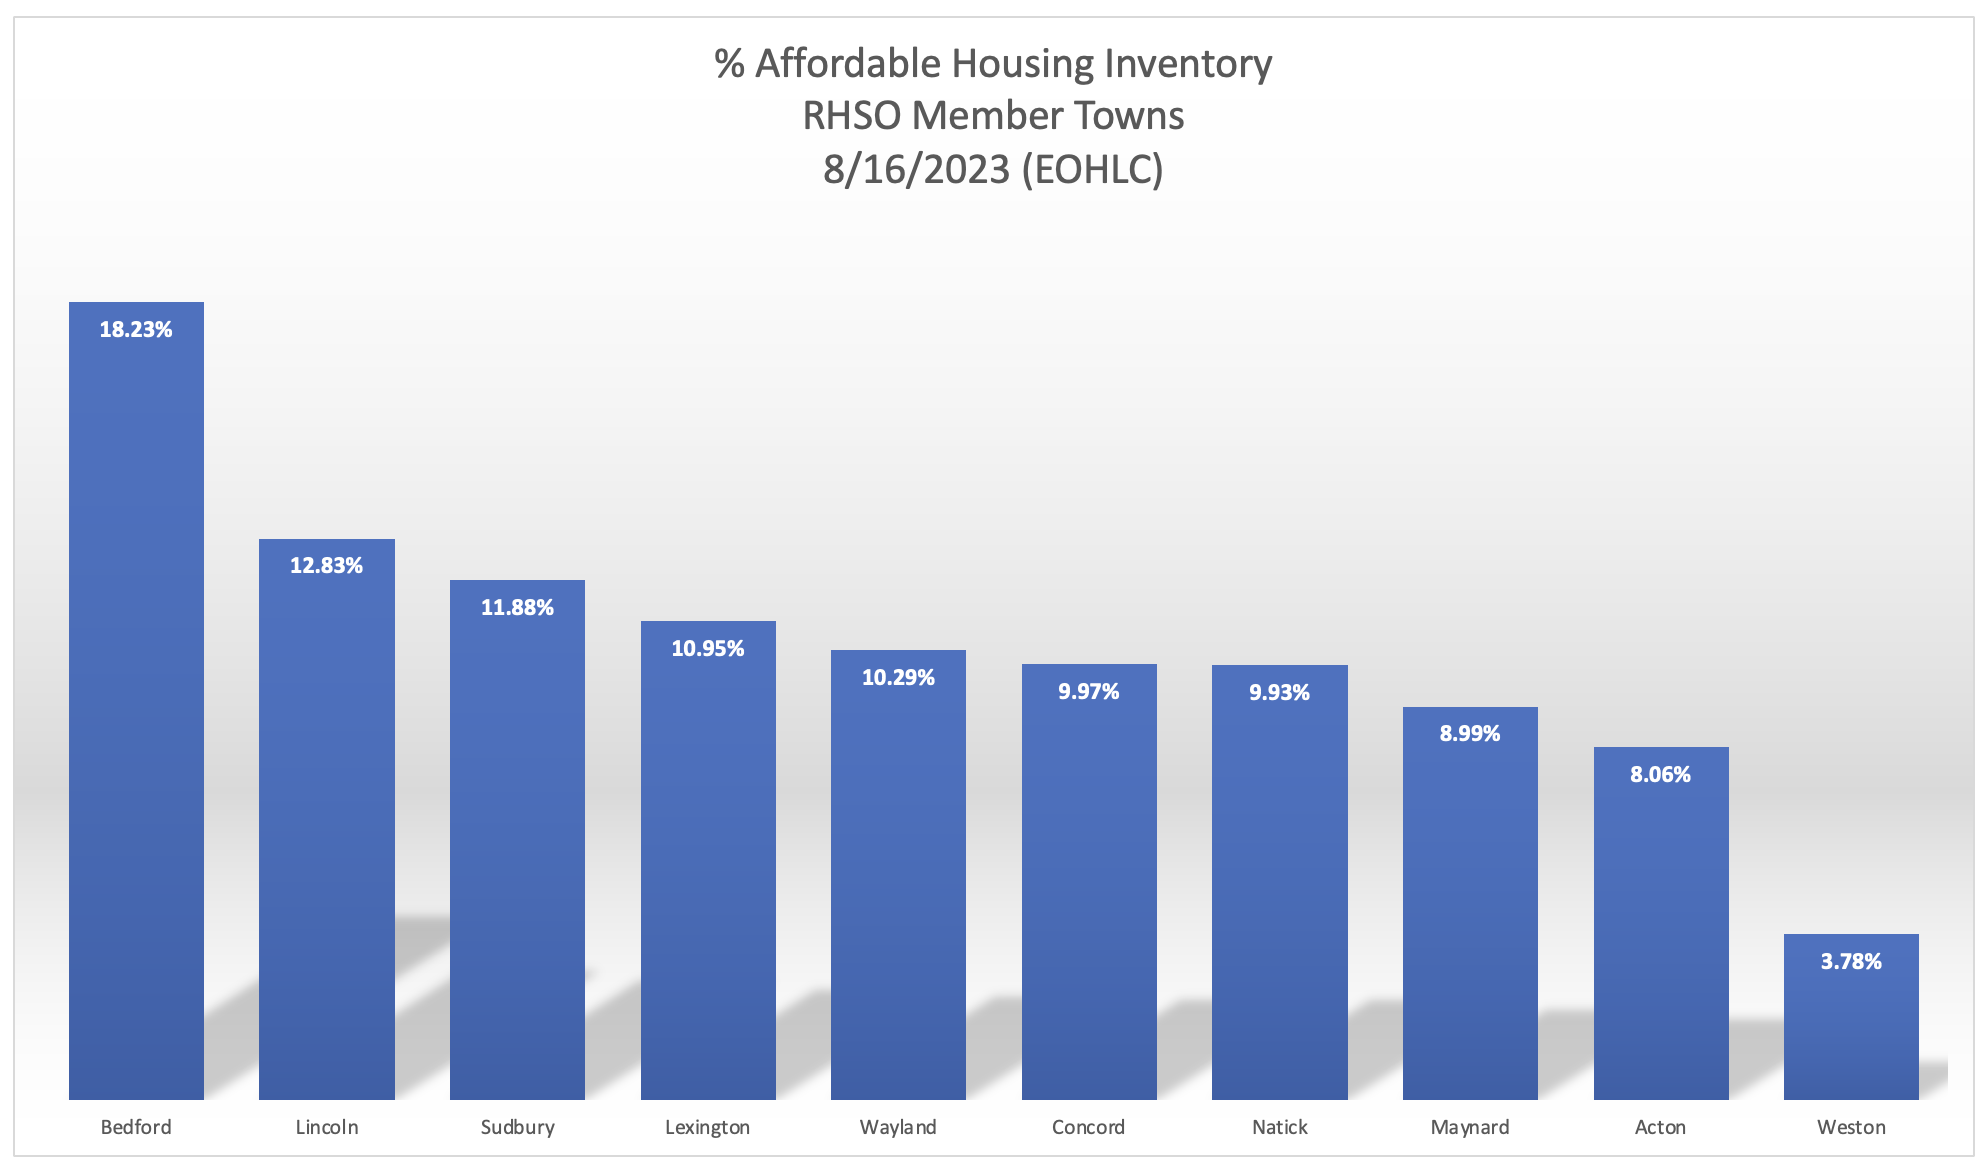 % Affordable Housing Inventory
RHSO Member Towns
8/16/2023 (EOHLC)
18.23%
12.83%
11.88%
10.95%
10.29%
9.97%
9.93%
8.99%
8.06%
3.78%
Bedford
Lincoln
Sudbury
Lexington
Wayland
Concord
Natick
Maynard
Acton
Weston